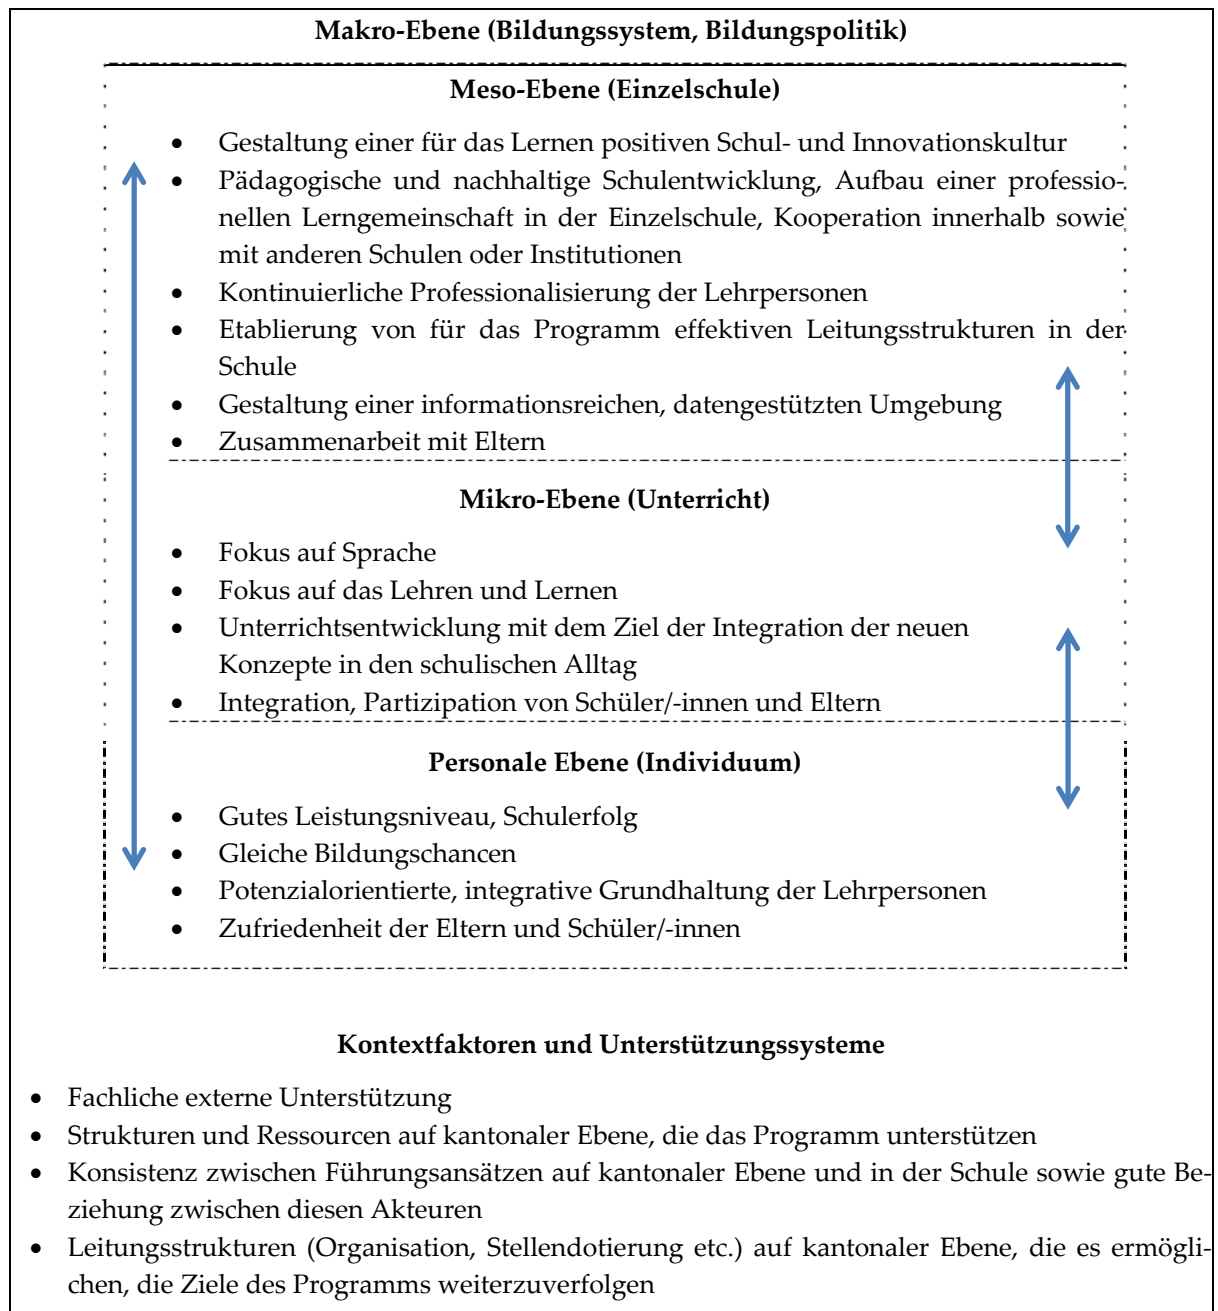 Makro-Ebene (Bildungssystem, Bildungspolitik)
Meso-Ebene (Einzelschule)
• Gestaltung einer für das Lernen positiven Schul- und Innovationskultur
• Pädagogische und nachhaltige Schulentwicklung, Aufbau einer professio-
nellen Lerngemeinschaft in der Einzelschule, Kooperation innerhalb sowie
mit anderen Schulen oder Institutionen
• Kontinuierliche Professionalisierung der Lehrpersonen
• Etablierung von für das Programm effektiven Leitungsstrukturen in der
Schule
• Gestaltung einer informationsreichen, datengestützten Umgebung
• Zusammenarbeit mit Eltern
Mikro-Ebene (Unterricht)
• Fokus auf Sprache
• Fokus auf das Lehren und Lernen
• Unterrichtsentwicklung mit dem Ziel der Integration der neuen
Konzepte in den schulischen Alltag
• Integration, Partizipation von Schüler/-innen und Eltern
Personale Ebene (Individuum)
• Gutes Leistungsniveau, Schulerfolg
• Gleiche Bildungschancen
• Potenzialorientierte, integrative Grundhaltung der Lehrpersonen
• Zufriedenheit der Eltern und Schüler/-innen
Kontextfaktoren und Unterstützungssysteme
• Fachliche externe Unterstützung
• Strukturen und Ressourcen auf kantonaler Ebene, die das Programm unterstützen
• Konsistenz zwischen Führungsansätzen auf kantonaler Ebene und in der Schule sowie gute Be-
ziehung zwischen diesen Akteuren
• Leitungsstrukturen (Organisation, Stellendotierung etc.) auf kantonaler Ebene, die es ermögli-
chen, die Ziele des Programms weiterzuverfolgen